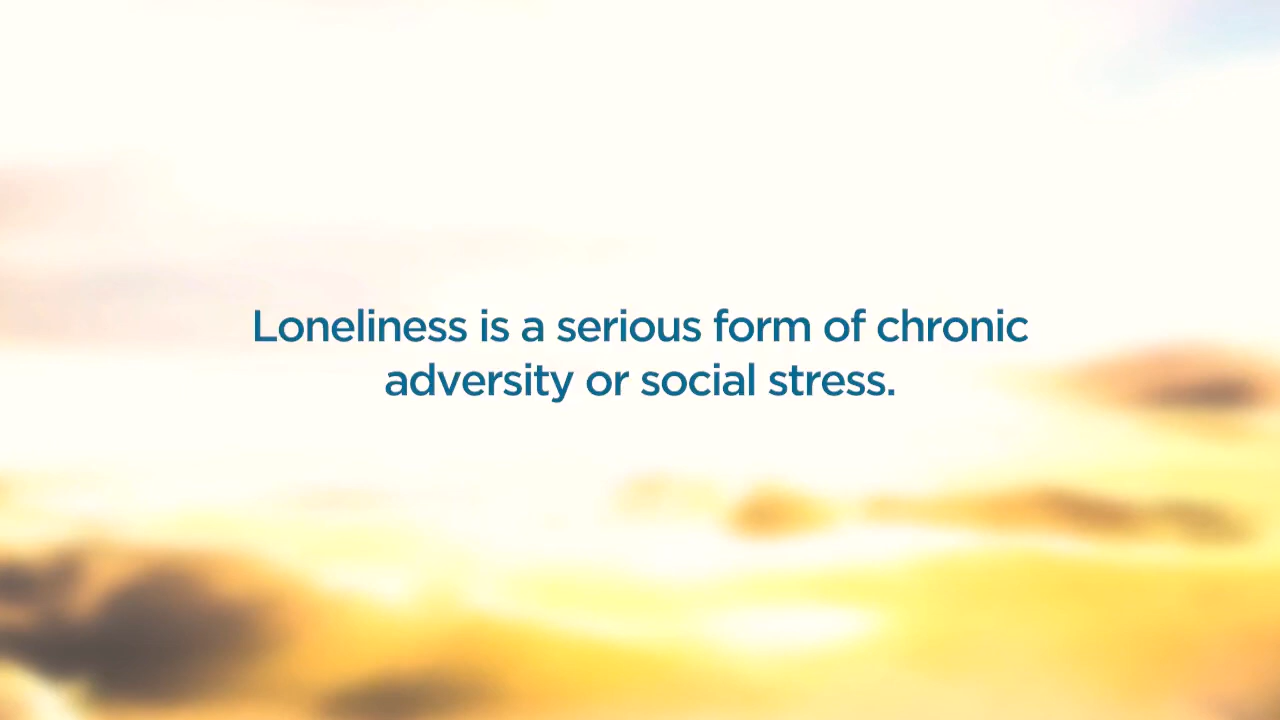 Loneliness is a serious form of chronic
adversity or social stress.